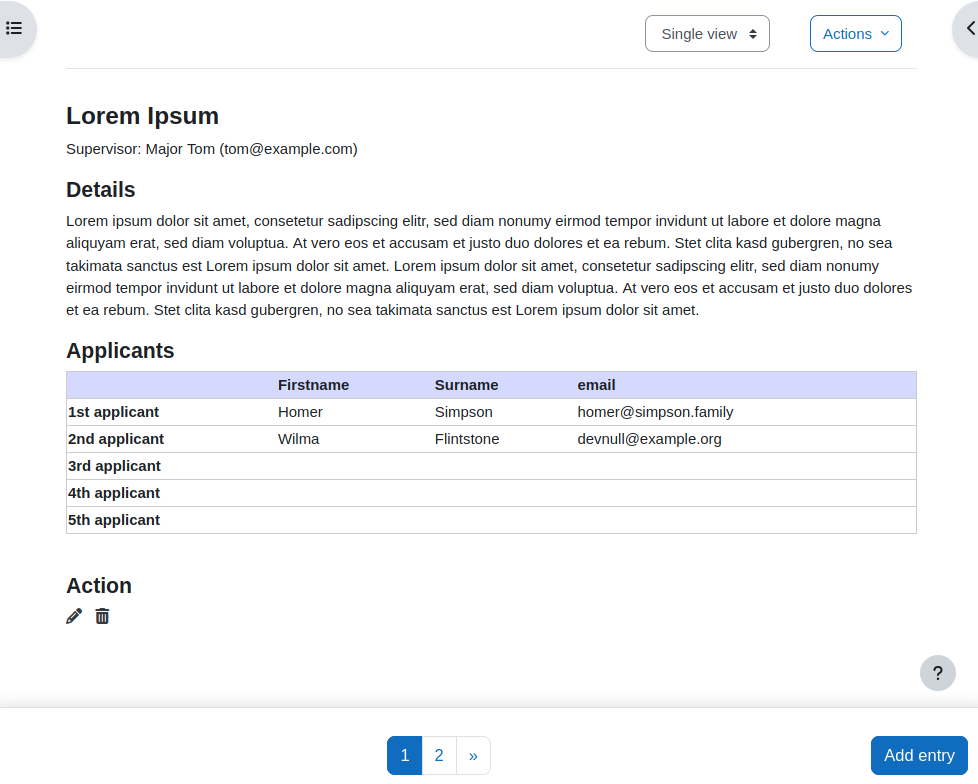 Single view
Actions
Lorem Ipsum
Supervisor: Major Tom (tom@example.com)
Details
Lorem ipsum dolor sit amet, consetetur sadipscing elitr, sed diam nonumy eirmod tempor invidunt ut labore et dolore magna
aliquyam erat, sed diam voluptua. At vero eos et accusam et justo duo dolores et ea rebum. Stet clita kasd gubergren, no sea
takimata sanctus est Lorem ipsum dolor sit amet. Lorem ipsum dolor sit amet, consetetur sadipscing elitr, sed diam nonumy
eirmod tempor invidunt ut labore et dolore magna aliquyam erat, sed diam voluptua. At vero eos et accusam et justo duo dolores
et ea rebum. Stet clita kasd gubergren, no sea takimata sanctus est Lorem ipsum dolor sit amet.
Applicants
Firstname Surname email
1st applicant Homer Simpson homer@simpson.family
2nd applicant Wilma Flintstone devnull@example.org
3rd applicant
4th applicant
5th applicant
Action
?
1 2 » Add entry